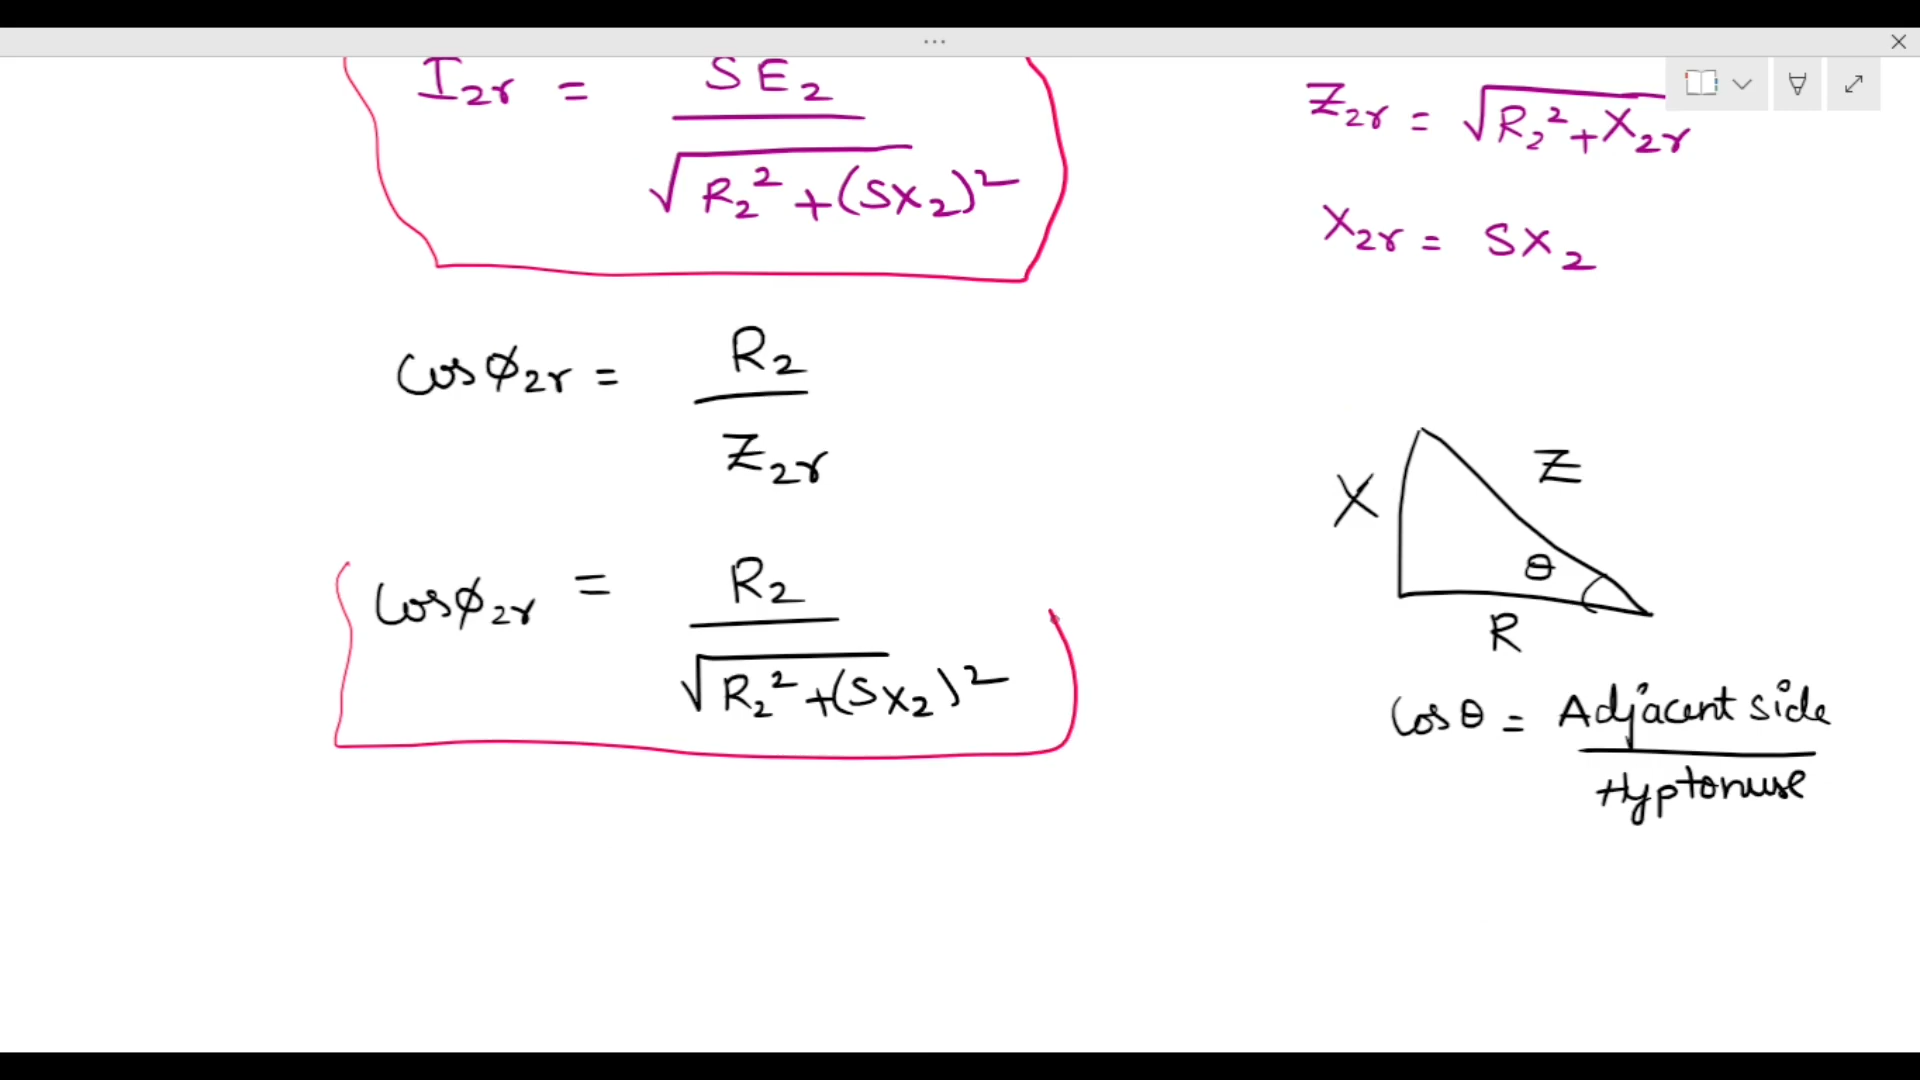 I₂r = SE₂ / √R₂² + (SX₂)²
Z₂r = √R₂² + X₂r
X₂r = SX₂
cosϕ₂r = R₂ / Z₂r
cosϕ₂r = R₂ / √R₂² + (SX₂)²
X
Z
θ
R
cosθ = Adjacent side / Hyptonuse